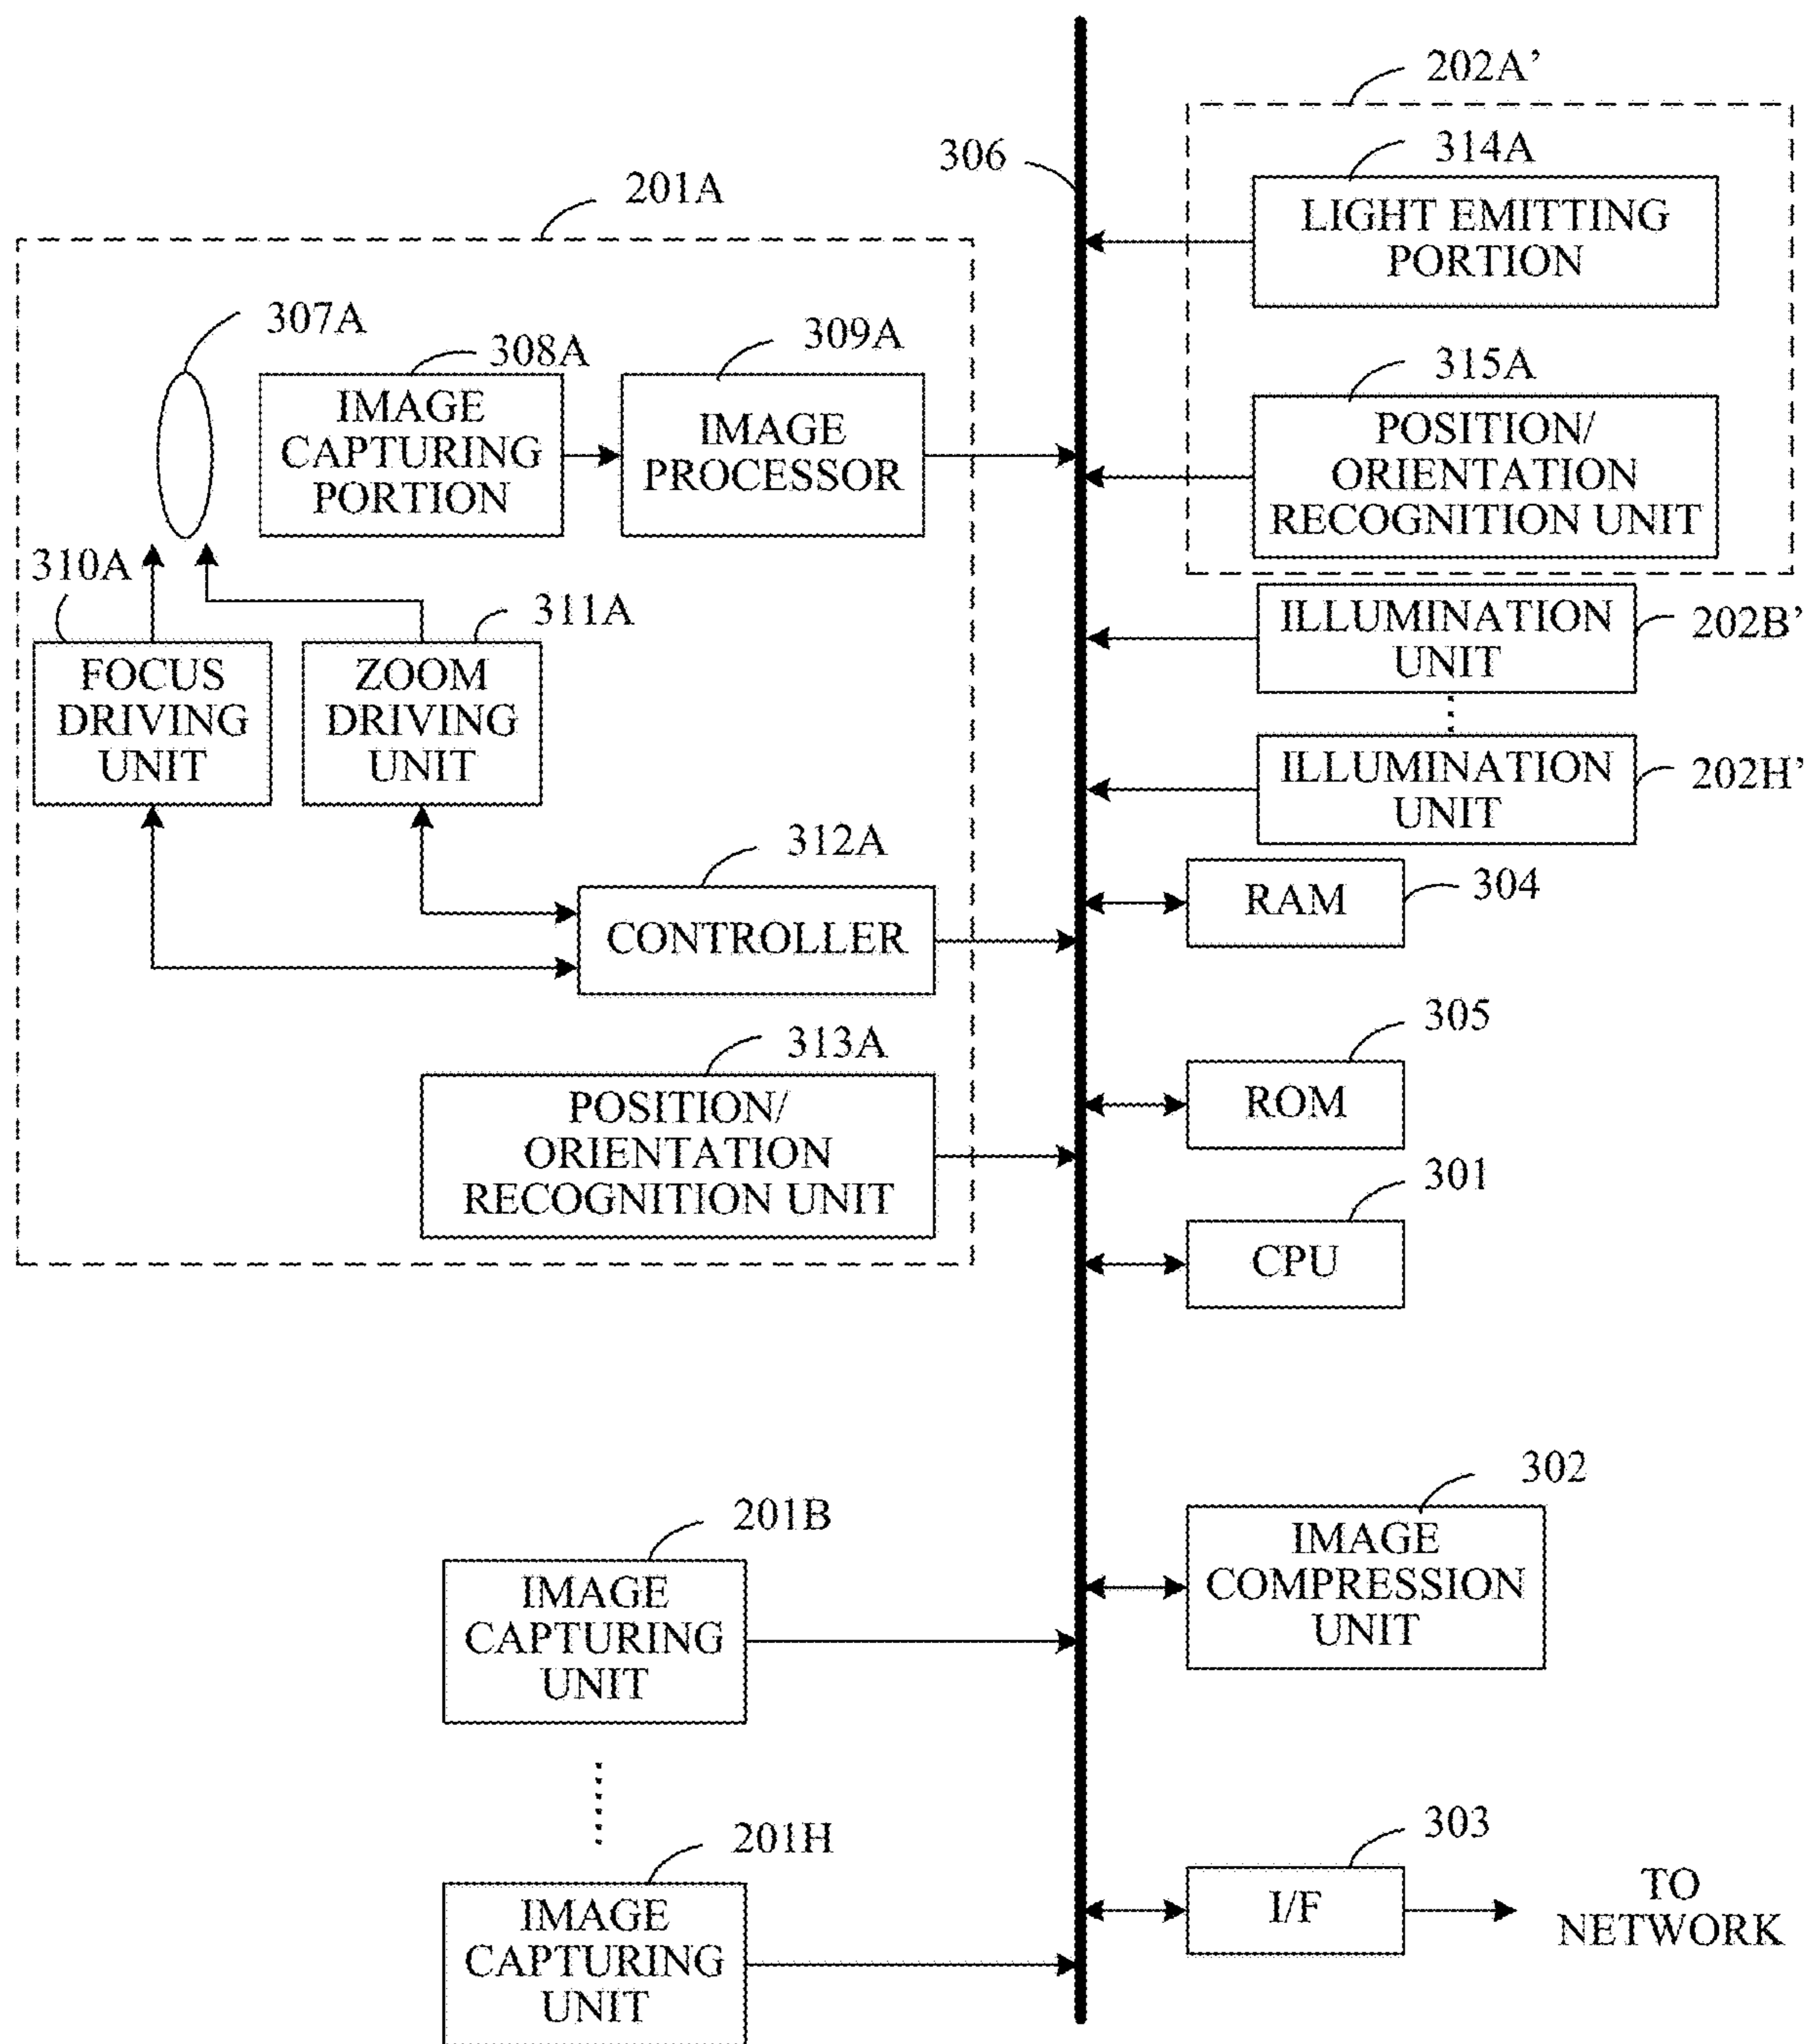 202A’
314A
LIGHT EMITTING
PORTION
306
201A
307A
308A
309A
IMAGE
CAPTURING
PORTION
IMAGE
PROCESSOR
315A
POSITION/
ORIENTATION
RECOGNITION UNIT
310A
311A
FOCUS
DRIVING
UNIT
ZOOM
DRIVING
UNIT
ILLUMINATION
UNIT
202B’
ILLUMINATION
UNIT
202H’
312A
CONTROLLER
RAM
304
313A
POSITION/
ORIENTATION
RECOGNITION UNIT
305
ROM
301
CPU
201B
IMAGE
CAPTURING
UNIT
302
IMAGE
COMPRESSION
UNIT
201H
IMAGE
CAPTURING
UNIT
303
I/F
TO
NETWORK